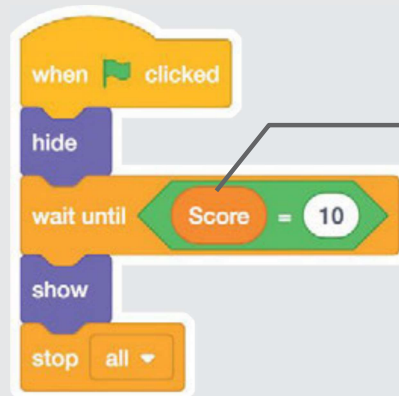 when clicked
hide
wait until Score = 10
show
stop all